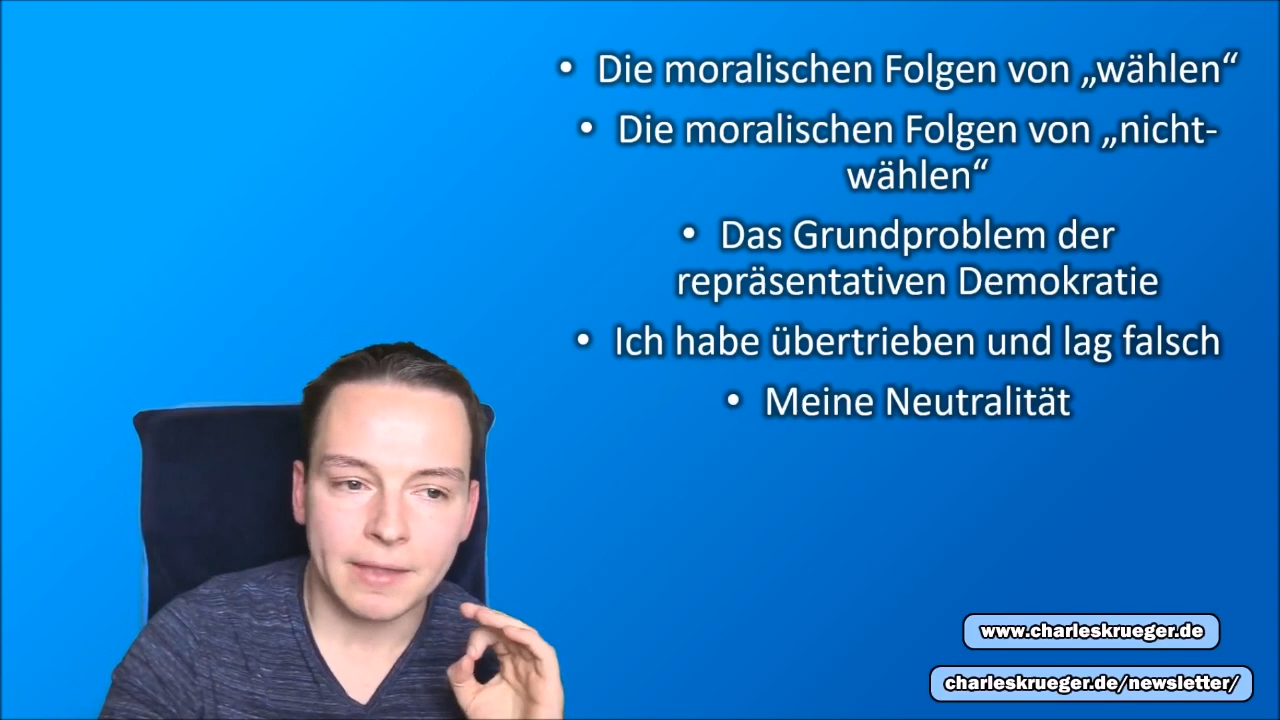 • Die moralischen Folgen von „wählen“
• Die moralischen Folgen von „nicht-
wählen“
• Das Grundproblem der
repräsentativen Demokratie
• Ich habe übertrieben und lag falsch
• Meine Neutralität
www.charleskrueger.de
charleskrueger.de/newsletter/